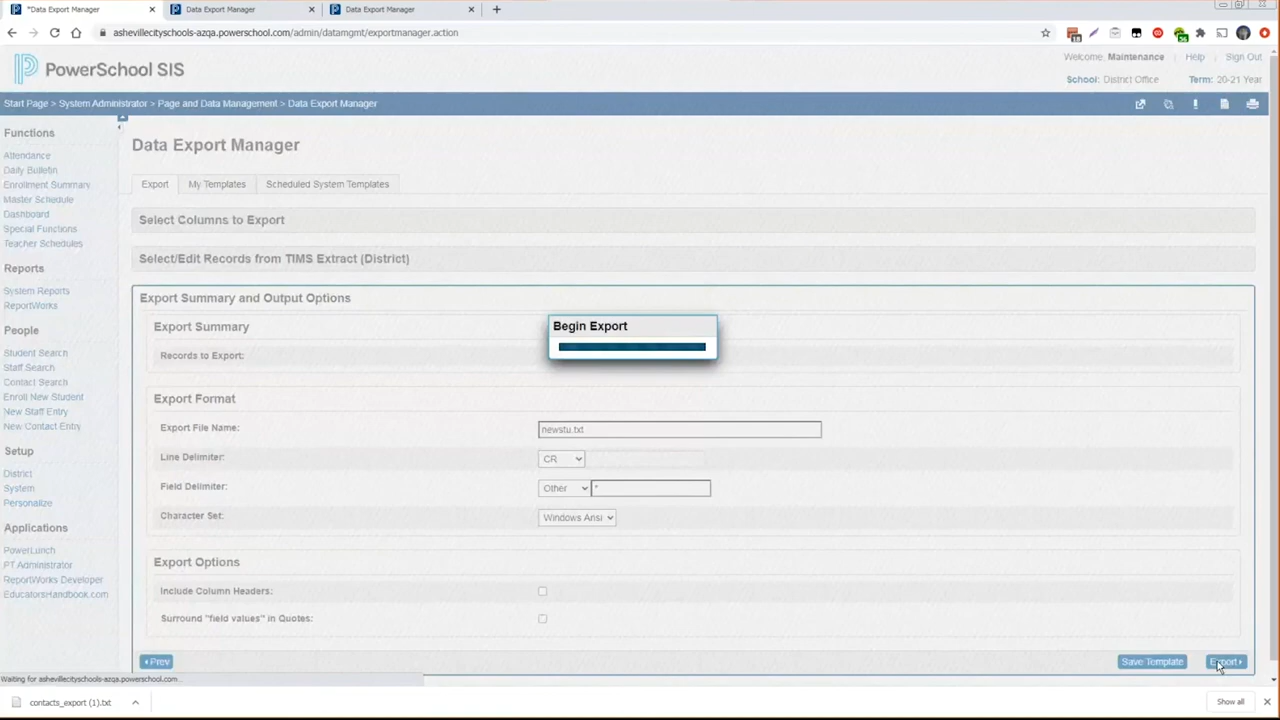 *Data Export Manager
Data Export Manager
Data Export Manager
ashevillecityschools-azqa.powerschool.com/admin/datamgmt/exportmanager.action
PowerSchool SIS
Welcome, Maintenance
Help
Sign Out
School: District Office
Term: 20-21 Year
Start Page > System Administrator > Page and Data Management > Data Export Manager
Functions
Attendance
Daily Bulletin
Enrollment Summary
Master Schedule
Dashboard
Special Functions
Teacher Schedules
Reports
System Reports
ReportWorks
People
Student Search
Staff Search
Contact Search
Enroll New Student
New Staff Entry
New Contact Entry
Setup
District
System
Personalize
Applications
PowerLunch
PT Administrator
ReportWorks Developer
EducatorsHandbook.com
Data Export Manager
Export
My Templates
Scheduled System Templates
Select Columns to Export
Select/Edit Records from TIMS Extract (District)
Export Summary and Output Options
Export Summary
Records to Export:
Begin Export
Export Format
Export File Name:
newstu.txt
Line Delimiter:
CR
Field Delimiter:
Other
Character Set:
Windows Ansi
Export Options
Include Column Headers:
Surround "field values" in Quotes:
Prev
Save Template
Export
Waiting for ashevillecityschools-azqa.powerschool.com...
contacts_export (1).txt
Show all